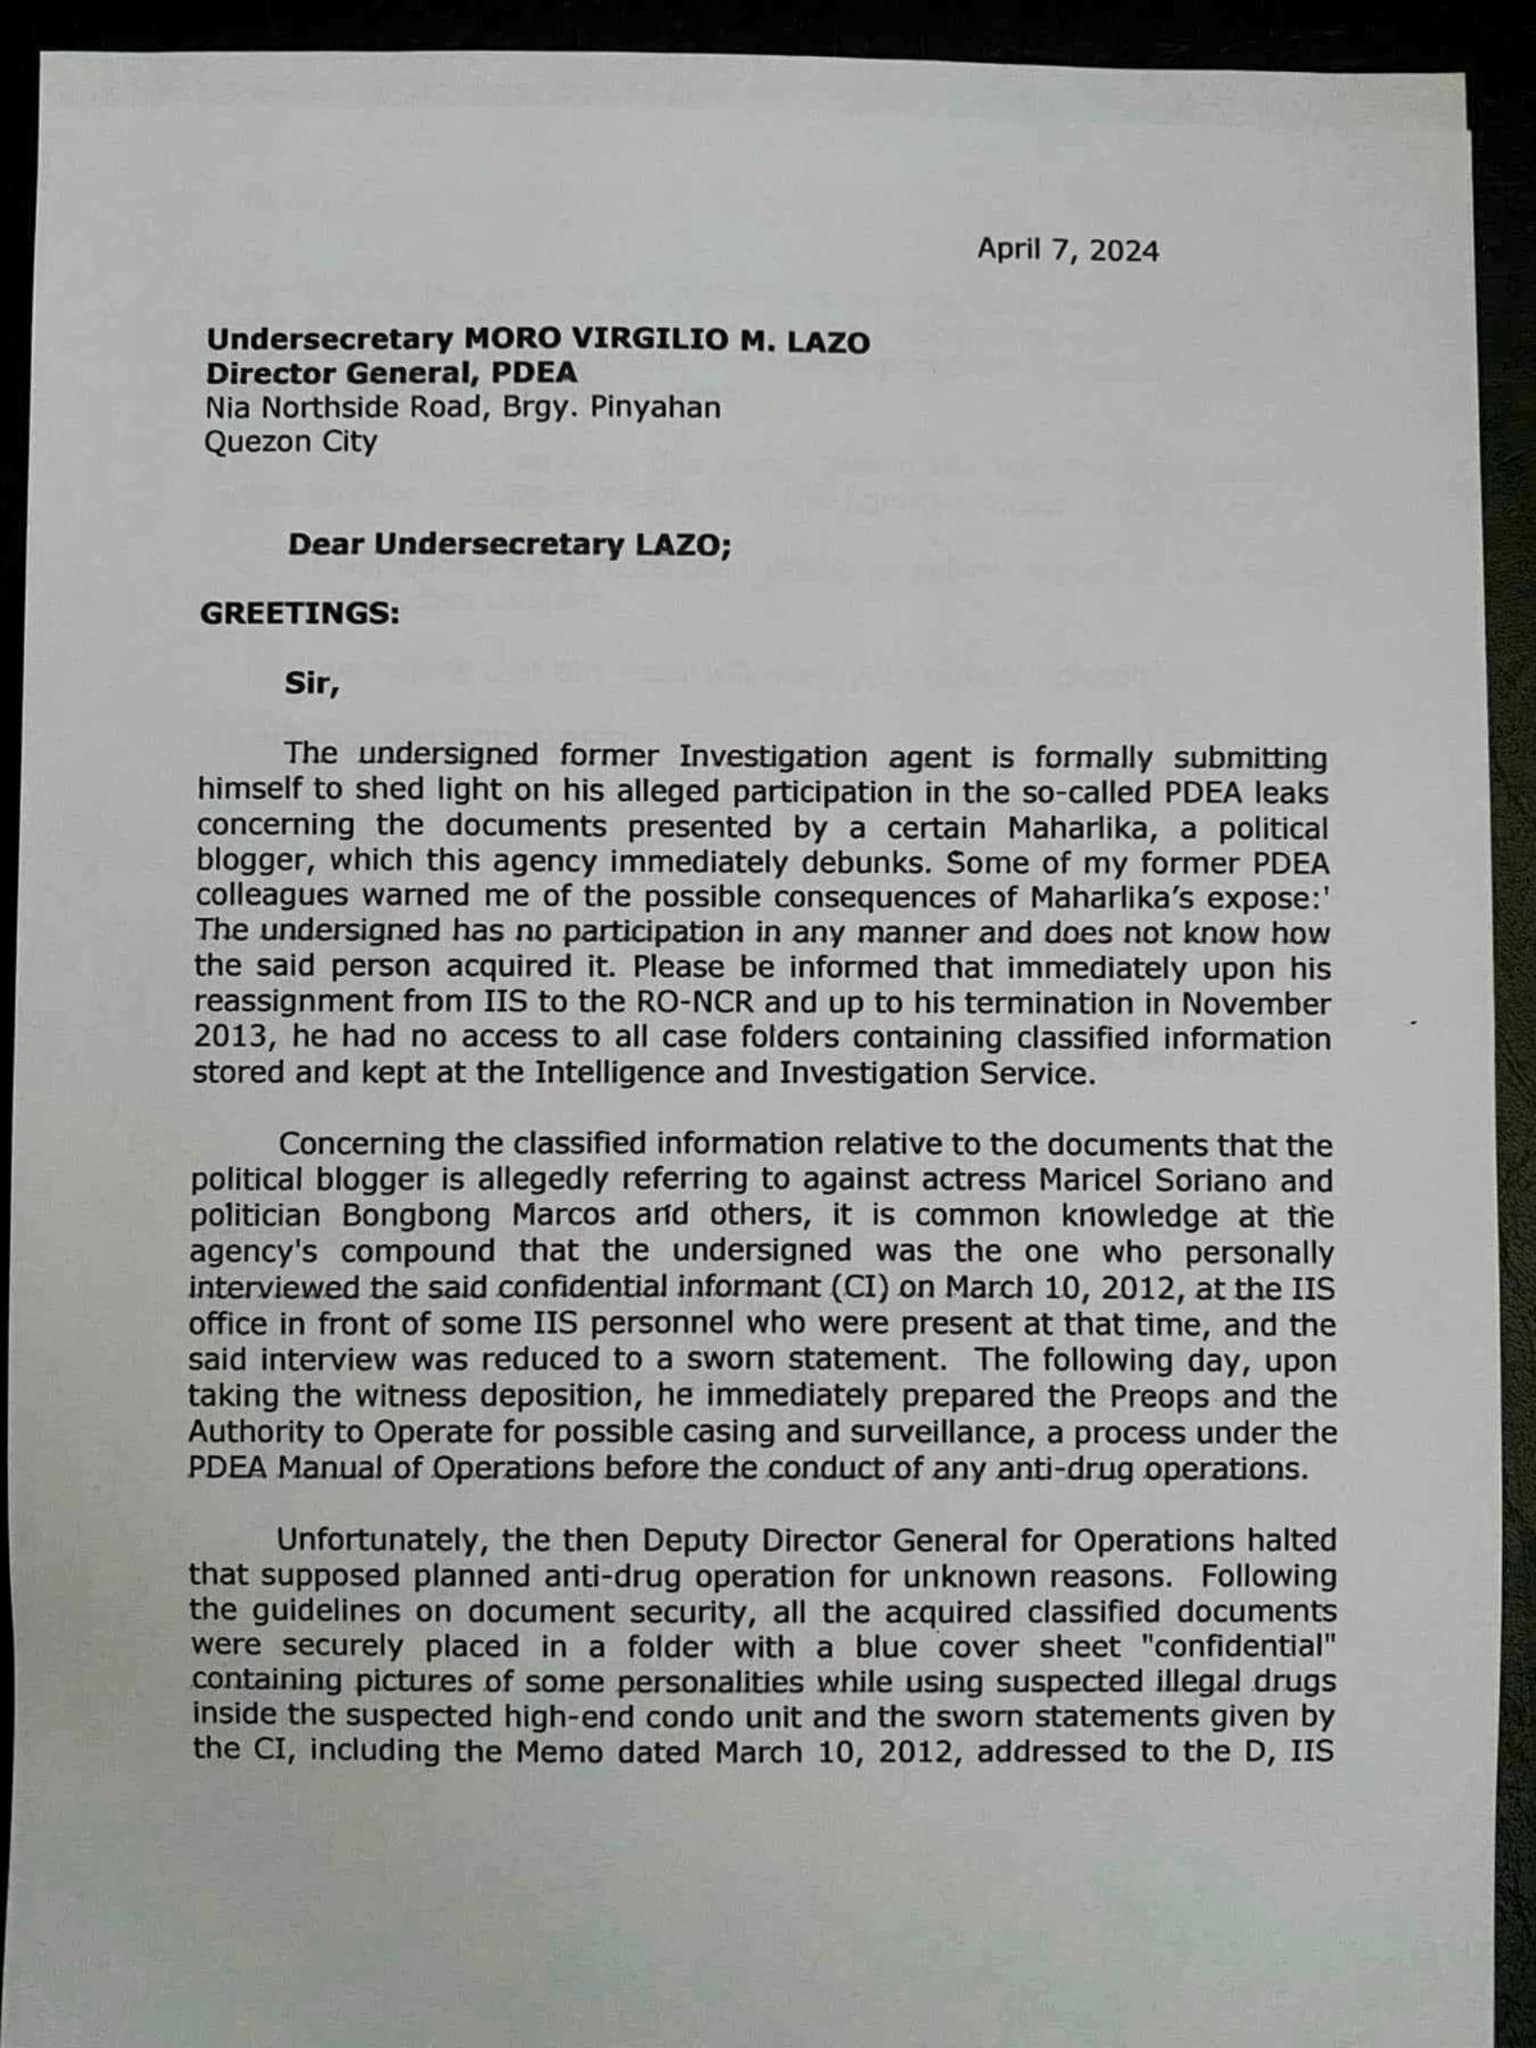 April 7, 2024
Undersecretary MORO VIRGILIO M. LAZO
Director General, PDEA
Nia Northside Road, Brgy. Pinyahan
Quezon City
Dear Undersecretary LAZO;
GREETINGS:
Sir,
The undersigned former Investigation agent is formally submitting
himself to shed light on his alleged participation in the so-called PDEA leaks
concerning the documents presented by a certain Maharlika, a political
blogger, which this agency immediately debunks. Some of my former PDEA
colleagues warned me of the possible consequences of Maharlika's expose:'
The undersigned has no participation in any manner and does not know how
the said person acquired it. Please be informed that immediately upon his
reassignment from IIS to the RO-NCR and up to his termination in November
2013, he had no access to all case folders containing classified information
stored and kept at the Intelligence and Investigation Service.
Concerning the classified information relative to the documents that the
political blogger is allegedly referring to against actress Maricel Soriano and
politician Bongbong Marcos and others, it is common knowledge at the
agency's compound that the undersigned was the one who personally
interviewed the said confidential informant (CI) on March 10, 2012, at the IIS
office in front of some IIS personnel who were present at that time, and the
said interview was reduced to a sworn statement. The following day, upon
taking the witness deposition, he immediately prepared the Preops and the
Authority to Operate for possible casing and surveillance, a process under the
PDEA Manual of Operations before the conduct of any anti-drug operations.
Unfortunately, the then Deputy Director General for Operations halted
that supposed planned anti-drug operation for unknown reasons. Following
the guidelines on document security, all the acquired classified documents
were securely placed in a folder with a blue cover sheet "confidential"
containing pictures of some personalities while using suspected illegal drugs
inside the suspected high-end condo unit and the sworn statements given by
the CI, including the Memo dated March 10, 2012, addressed to the D, IIS